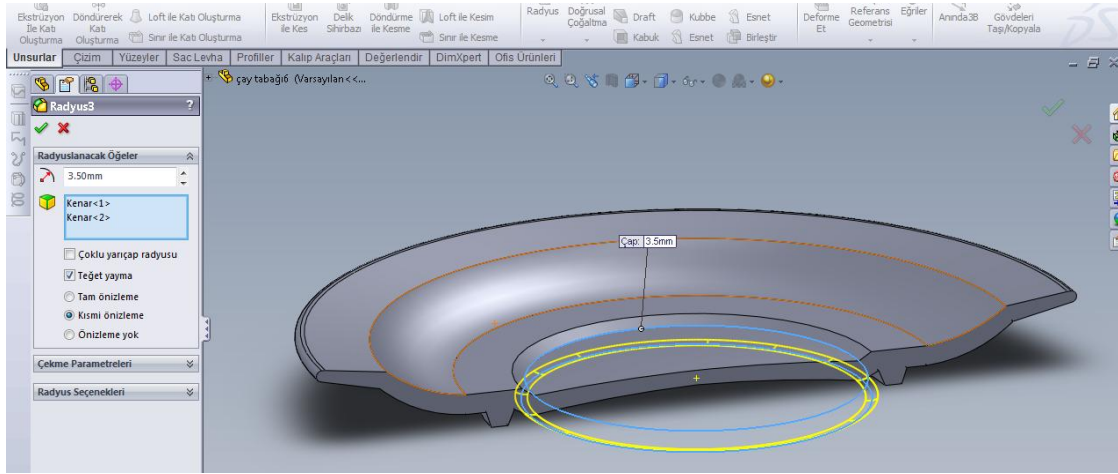 Ekstrüzyon İle Katı Oluşturma
Döndürerek Katı Oluşturma
Loft ile Katı Oluşturma
Sınır ile Katı Oluşturma
Ekstrüzyon ile Kes
Delik Sihirbazı
Döndürme ile Kesme
Loft ile Kesim
Sınır ile Kesme
Radyus
Doğrusal Çoğaltma
Draft
Kabuk
Kubbe
Esnet
Esnet
Birleştir
Deforme Et
Referans Geometrisi
Eğriler
Anında3B
Gövdeleri Taşı/Kopyala
Unsurlar Çizim Yüzeyler Sac Levha Profiller Kalıp Araçları Değerlendir DimXpert Ofis Ürünleri
çay tabağı6 (Varsayılan<<...
Radyus3 ?
Radyuslanacak Öğeler
3.50mm
Kenar<1>
Kenar<2>
Çoklu yarıçap radyusu
Teğet yayma
Tam önizleme
Kısmi önizleme
Önizleme yok
Çekme Parametreleri
Radyus Seçenekleri
Çap: 3.5mm